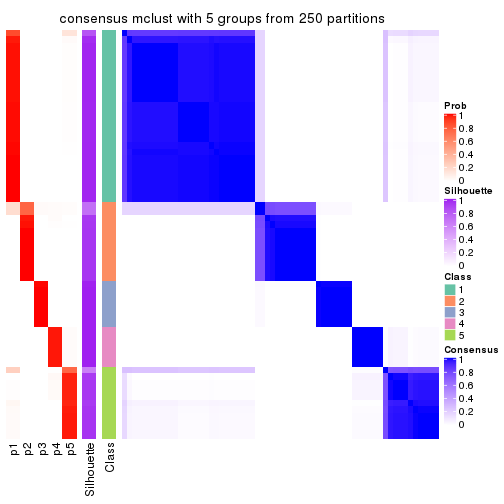 consensus mclust with 5 groups from 250 partitions
Prob
1
0.8
0.6
0.4
0.2
0
Silhouette
1
0.8
0.6
0.4
0.2
0
Class
1
2
3
4
5
Consensus
1
0.8
0.6
0.4
0.2
0
p1
p2
p3
p4
p5
Silhouette
Class